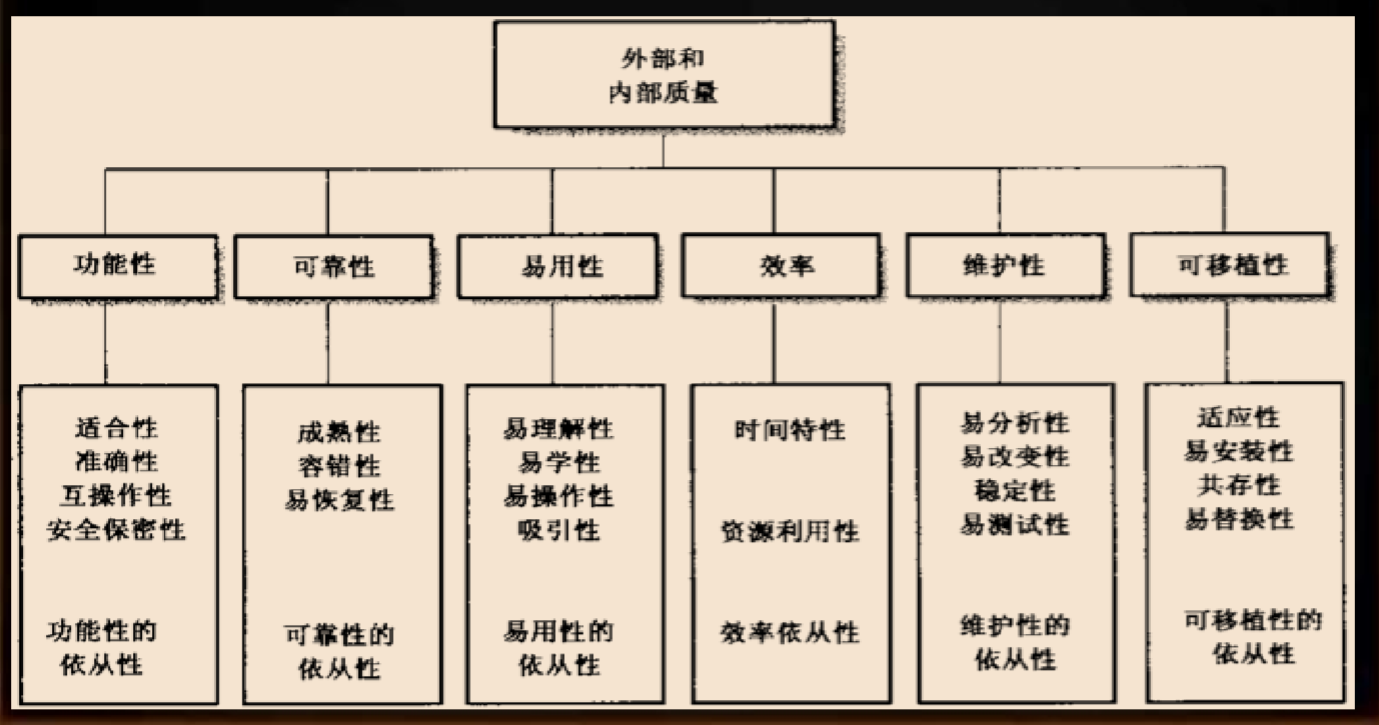 外部和
内部质量
功能性
可靠性
易用性
效率
维护性
可移植性
适合性
准确性
互操作性
安全保密性
功能性的
依从性
成熟性
容错性
易恢复性
可靠性的
依从性
易理解性
易学性
易操作性
吸引性
易用性的
依从性
时间特性
资源利用性
效率依从性
易分析性
易改变性
稳定性
易测试性
维护性的
依从性
适应性
易安装性
共存性
易替换性
可移植性的
依从性